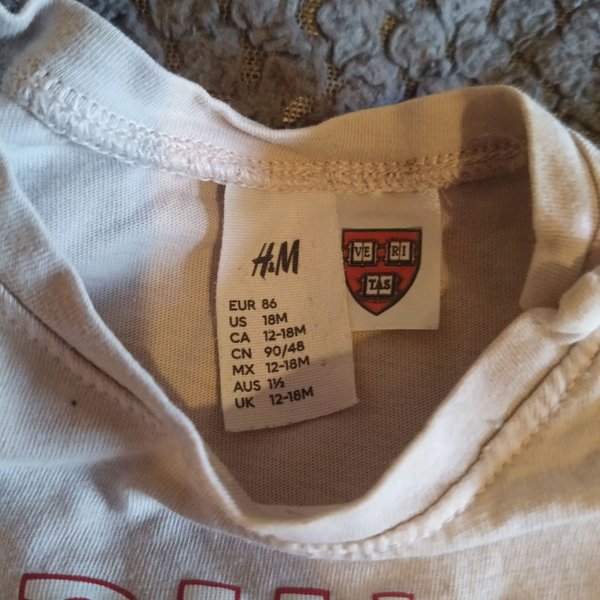 H&M
EUR 86
US 18M
CA 12-18M
CN 90/48
MX 12-18M
AUS 1½
UK 12-18M
VE RI
TAS